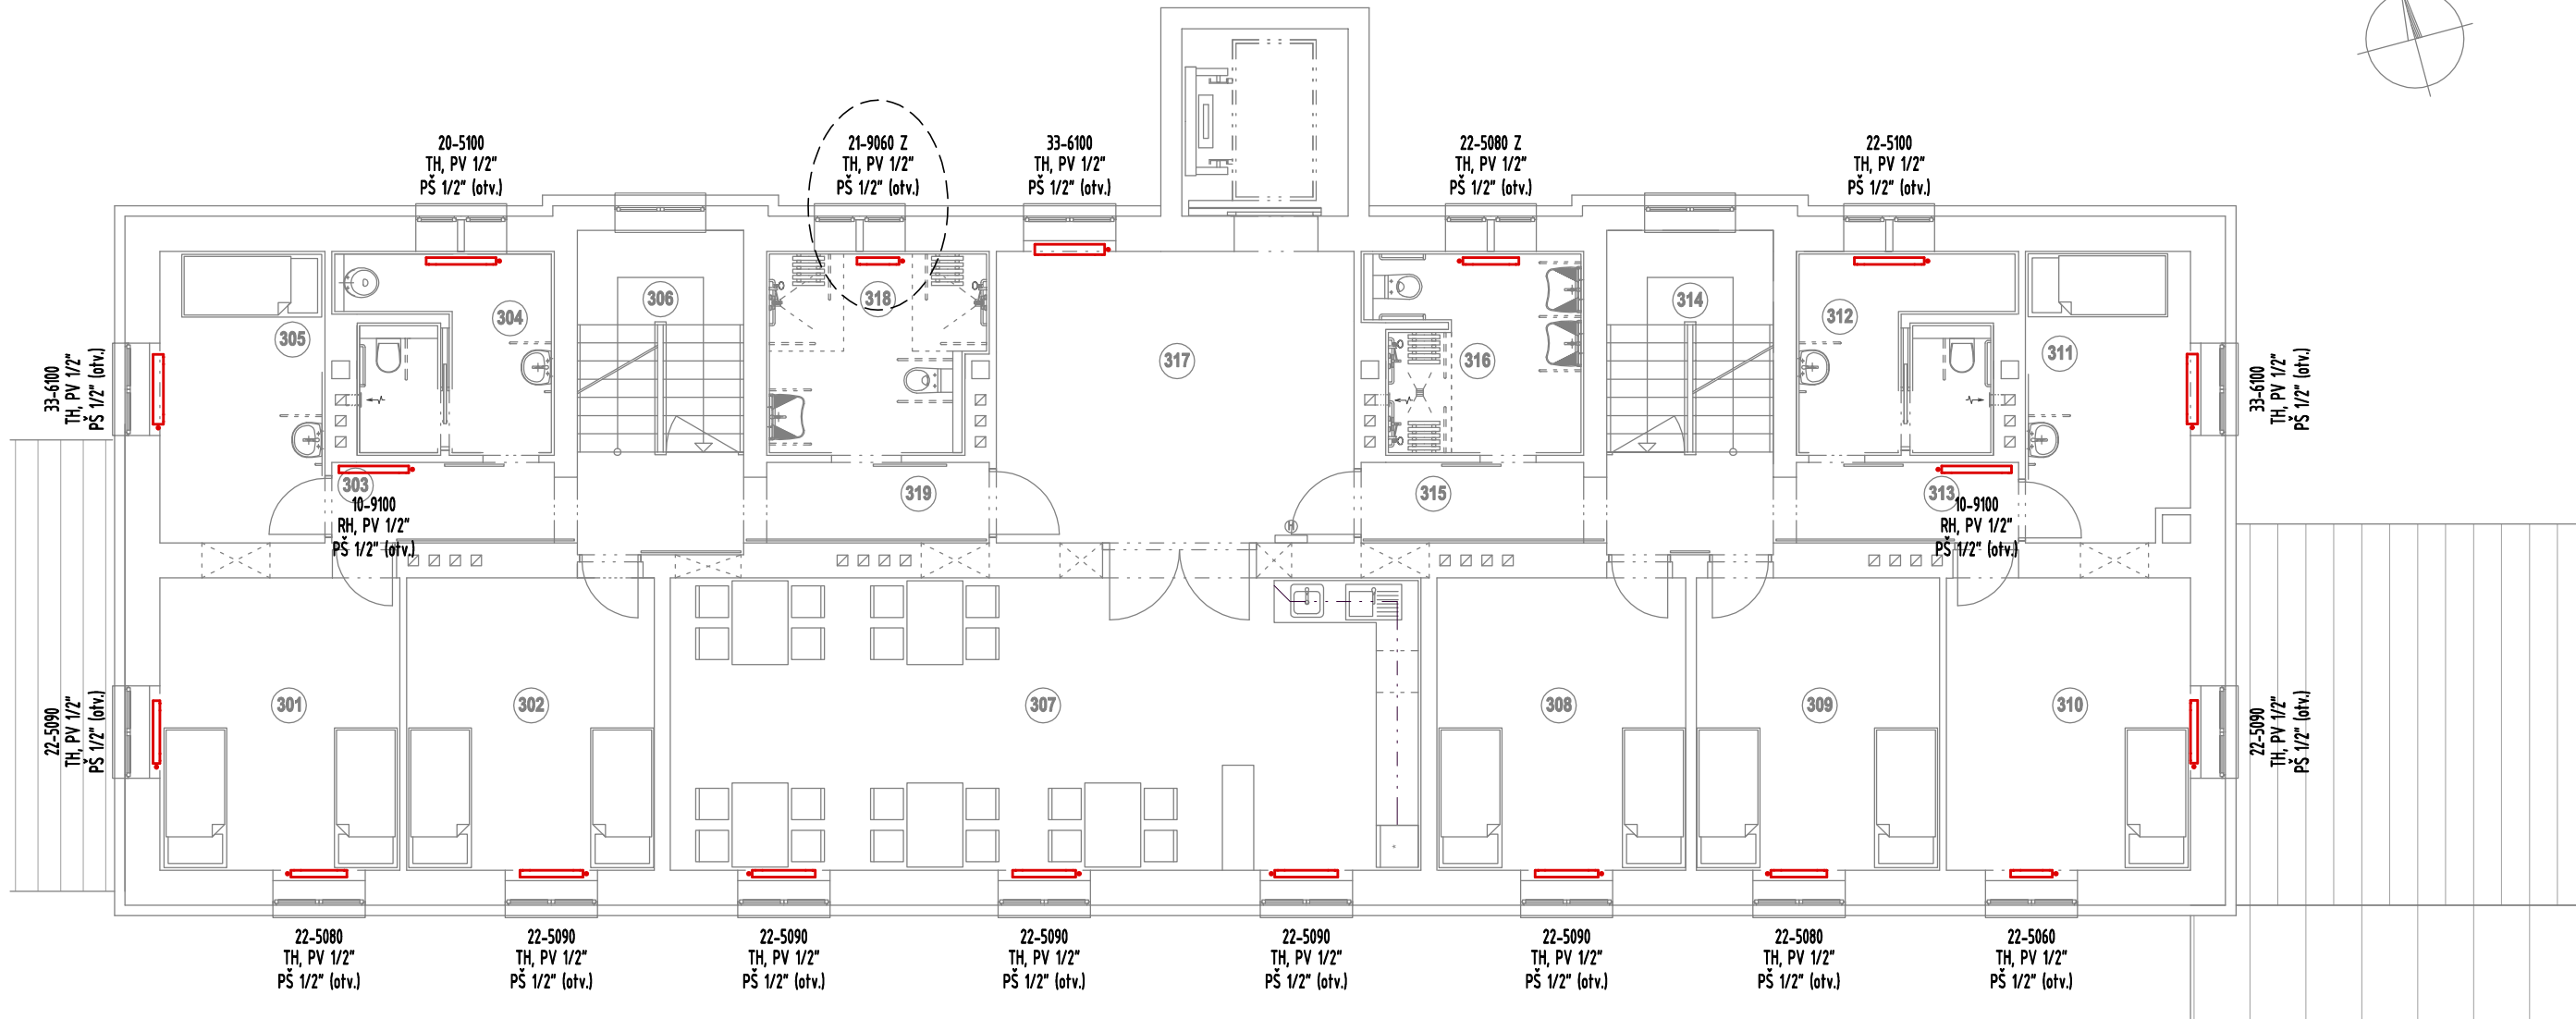 20-5100
TH, PV 1/2"
PŠ 1/2" (otv.)
21-9060 Z
TH, PV 1/2"
PŠ 1/2" (otv.)
33-6100
TH, PV 1/2"
PŠ 1/2" (otv.)
22-5080 Z
TH, PV 1/2"
PŠ 1/2" (otv.)
22-5100
TH, PV 1/2"
PŠ 1/2" (otv.)
33-6100
TH, PV 1/2"
PŠ 1/2" (otv.)
305
304
306
318
317
316
314
312
311
33-6100
TH, PV 1/2"
PŠ 1/2" (otv.)
303
10-9100
RH, PV 1/2"
PŠ 1/2" (otv.)
319
H
315
313
10-9100
RH, PV 1/2"
PŠ 1/2" (otv.)
22-5090
TH, PV 1/2"
PŠ 1/2" (otv.)
301
302
307
308
309
310
22-5090
TH, PV 1/2"
PŠ 1/2" (otv.)
22-5080
TH, PV 1/2"
PŠ 1/2" (otv.)
22-5090
TH, PV 1/2"
PŠ 1/2" (otv.)
22-5090
TH, PV 1/2"
PŠ 1/2" (otv.)
22-5090
TH, PV 1/2"
PŠ 1/2" (otv.)
22-5090
TH, PV 1/2"
PŠ 1/2" (otv.)
22-5090
TH, PV 1/2"
PŠ 1/2" (otv.)
22-5080
TH, PV 1/2"
PŠ 1/2" (otv.)
22-5060
TH, PV 1/2"
PŠ 1/2" (otv.)